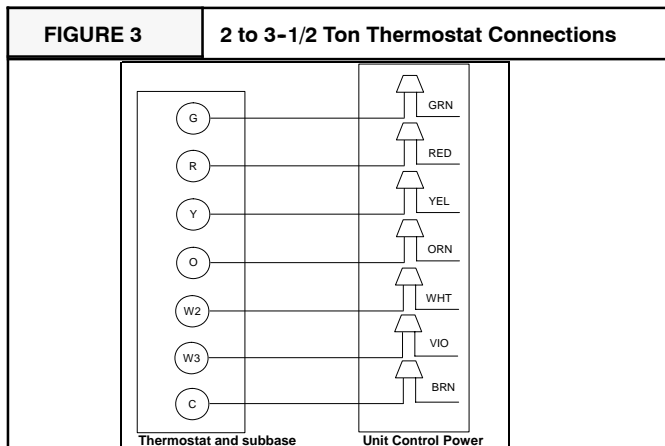 FIGURE 3
2 to 3-1/2 Ton Thermostat Connections
G
GRN
R
RED
Y
YEL
O
ORN
W2
WHT
W3
VIO
C
BRN
Thermostat and subbase
Unit Control Power